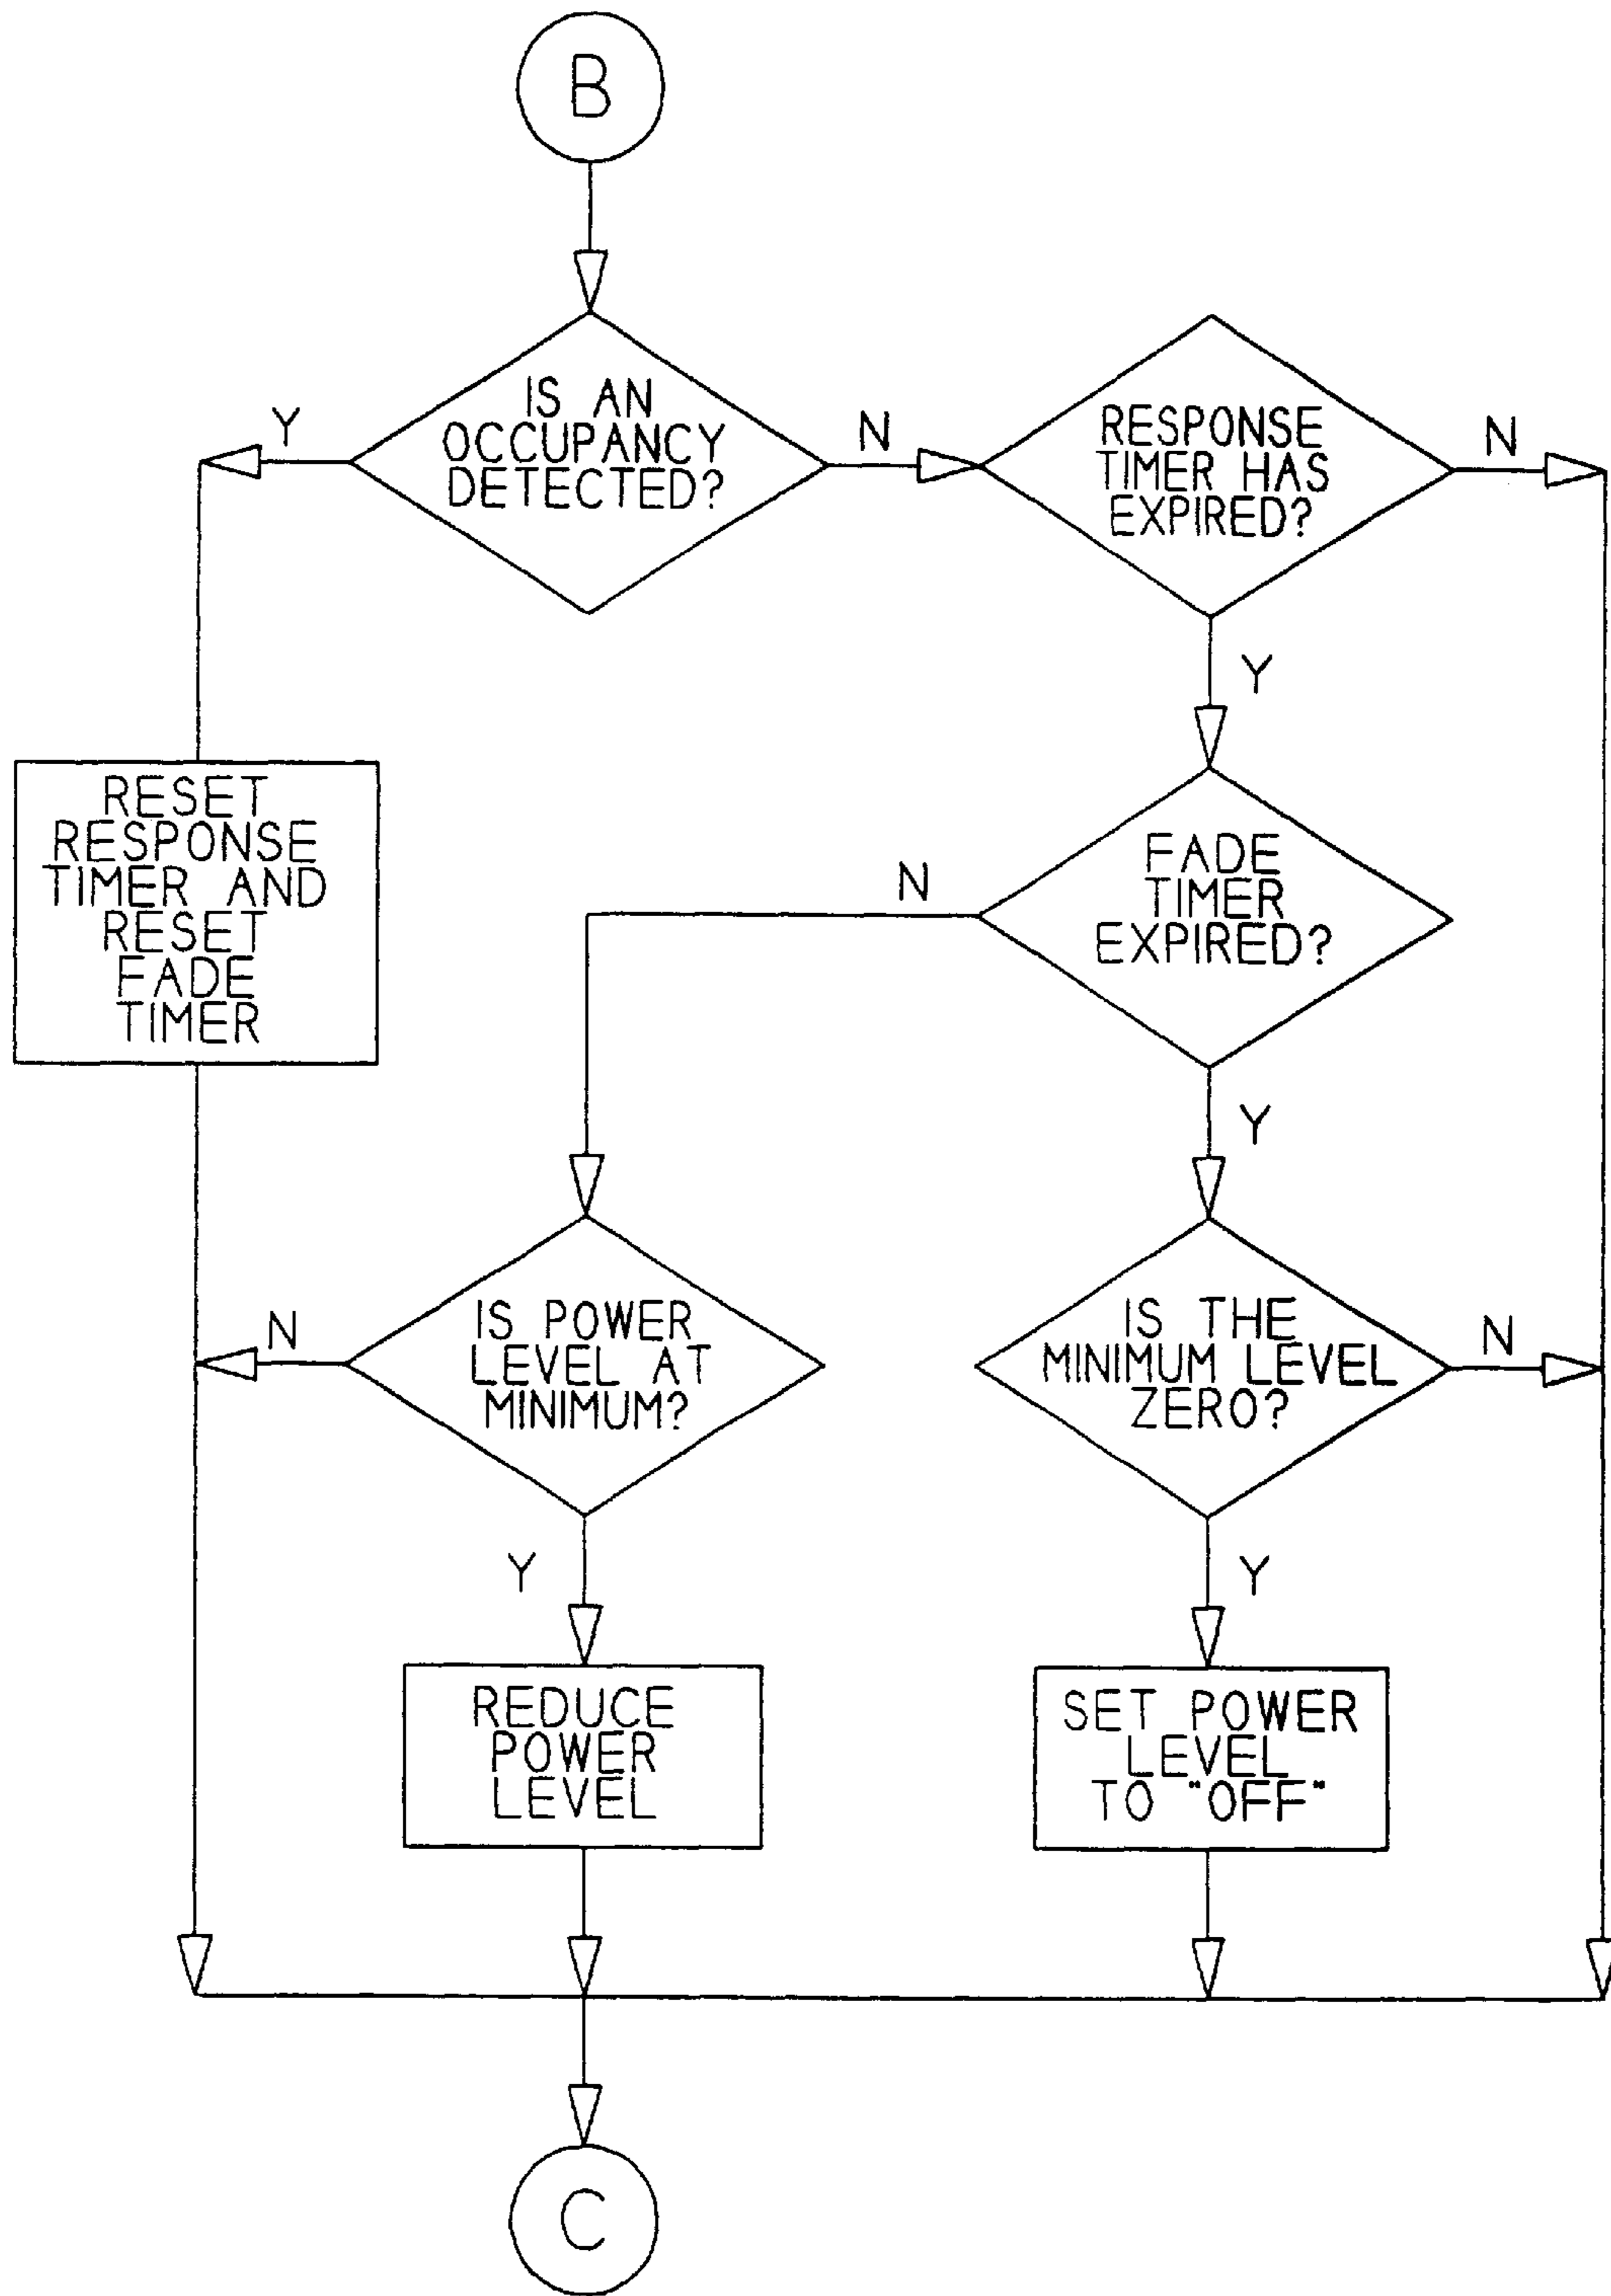 B
IS AN
OCCUPANCY
DETECTED?
Y
N
RESPONSE
TIMER HAS
EXPIRED?
N
Y
RESET
RESPONSE
TIMER AND
RESET
FADE
TIMER
FADE
TIMER
EXPIRED?
N
Y
IS POWER
LEVEL AT
MINIMUM?
N
Y
IS THE
MINIMUM LEVEL
ZERO?
N
Y
REDUCE
POWER
LEVEL
SET POWER
LEVEL
TO "OFF"
C